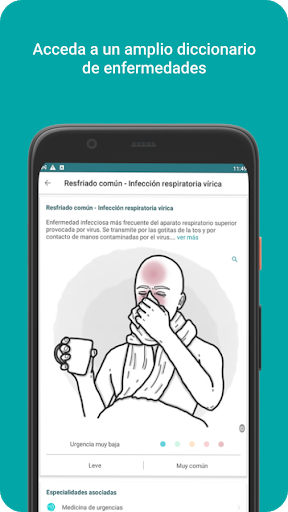 Acceda a un amplio diccionario
de enfermedades
11:45
Resfriado común - Infección respiratoria vírica
Resfriado común - Infección respiratoria vírica
Enfermedad infecciosa más frecuente del aparato respiratorio superior
provocada por virus. Se transmite por las gotitas de la tos y por
contacto de manos contaminadas por el virus.... ver más
Urgencia muy baja
Leve
Muy común
Especialidades asociadas
Medicina de urgencias